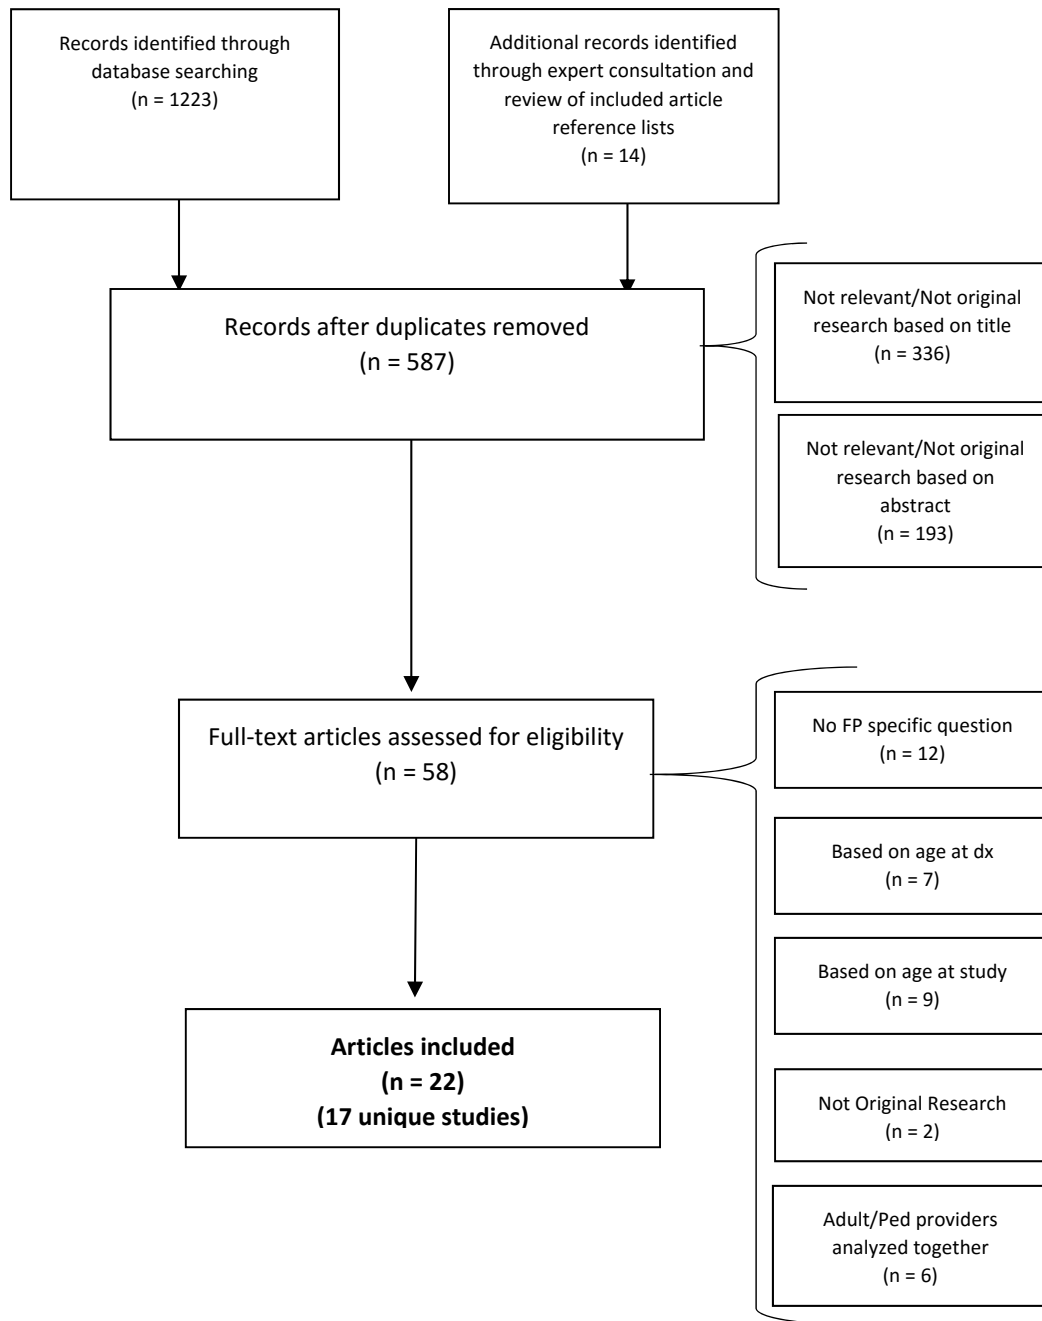 Records identified through
database searching
(n = 1223)
Additional records identified
through expert consultation and
review of included article
reference lists
(n = 14)
Records after duplicates removed
(n = 587)
Not relevant/Not original
research based on title
(n = 336)
Not relevant/Not original
research based on
abstract
(n = 193)
Full-text articles assessed for eligibility
(n = 58)
No FP specific question
(n = 12)
Based on age at dx
(n = 7)
Based on age at study
(n = 9)
Not Original Research
(n = 2)
Adult/Ped providers
analyzed together
(n = 6)
Articles included
(n = 22)
(17 unique studies)